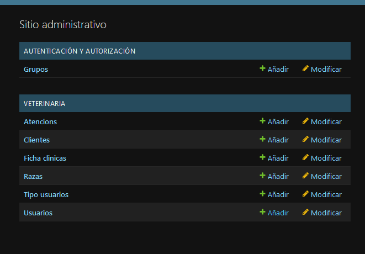 Sitio administrativo
AUTENTICACIÓN Y AUTORIZACIÓN
Grupos + Añadir Modificar
VETERINARIA
Atencions + Añadir Modificar
Clientes + Añadir Modificar
Ficha clinicas + Añadir Modificar
Razas + Añadir Modificar
Tipo usuarios + Añadir Modificar
Usuarios + Añadir Modificar